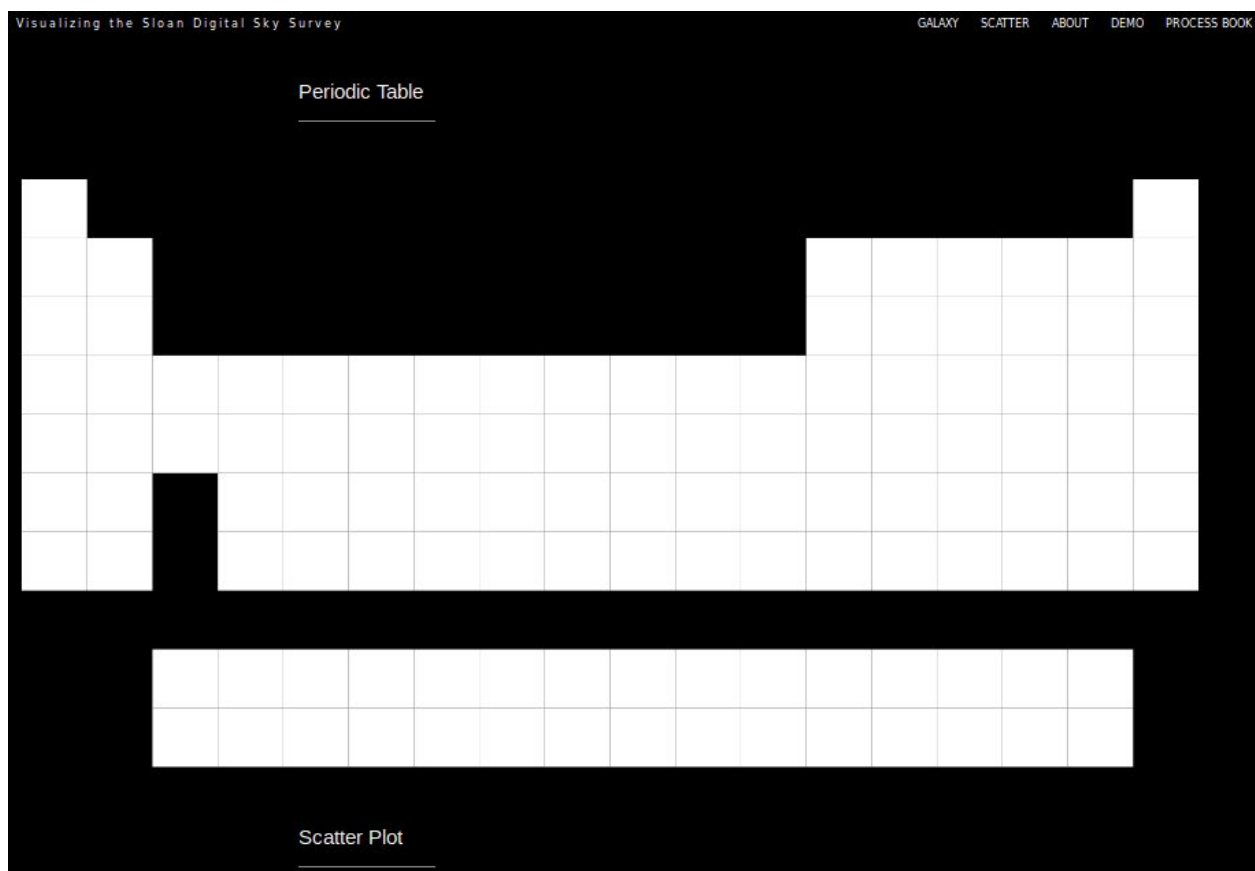 Visualizing the Sloan Digital Sky Survey
GALAXY SCATTER ABOUT DEMO PROCESS BOOK
Periodic Table
Scatter Plot